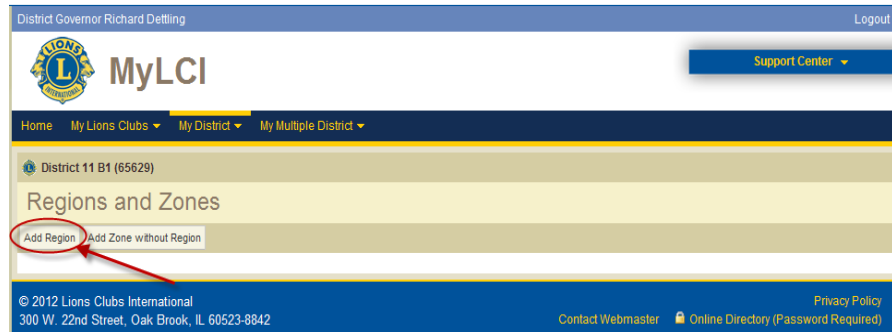 District Governor Richard Dettling Logout
LIONS
L
INTERNATIONAL
MyLCI
Support Center
Home My Lions Clubs My District My Multiple District
District 11 B1 (65629)
Regions and Zones
Add Region Add Zone without Region
© 2012 Lions Clubs International Privacy Policy
300 W. 22nd Street, Oak Brook, IL 60523-8842 Contact Webmaster Online Directory (Password Required)